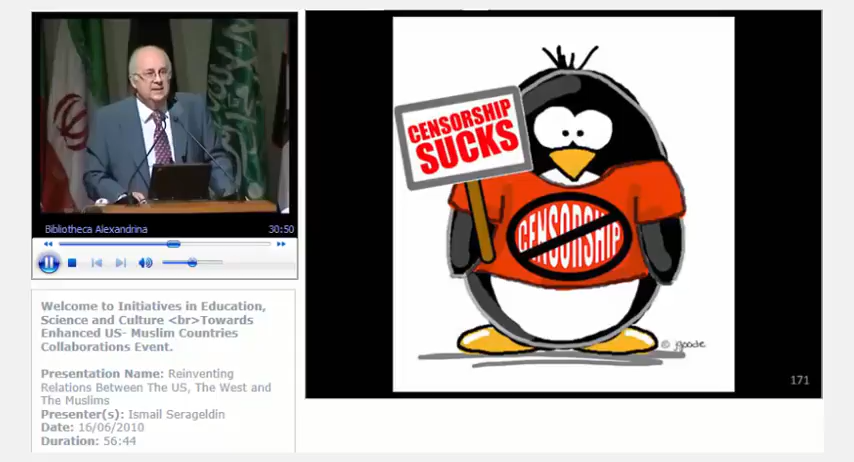 Bibliotheca Alexandrina 30:50
Welcome to Initiatives in Education,
Science and Culture <br>Towards
Enhanced US- Muslim Countries
Collaborations Event.
Presentation Name: Reinventing
Relations Between The US, The West and
The Muslims
Presenter(s): Ismail Serageldin
Date: 16/06/2010
Duration: 56:44
CENSORSHIP
SUCKS
CENSORSHIP
© goode
171